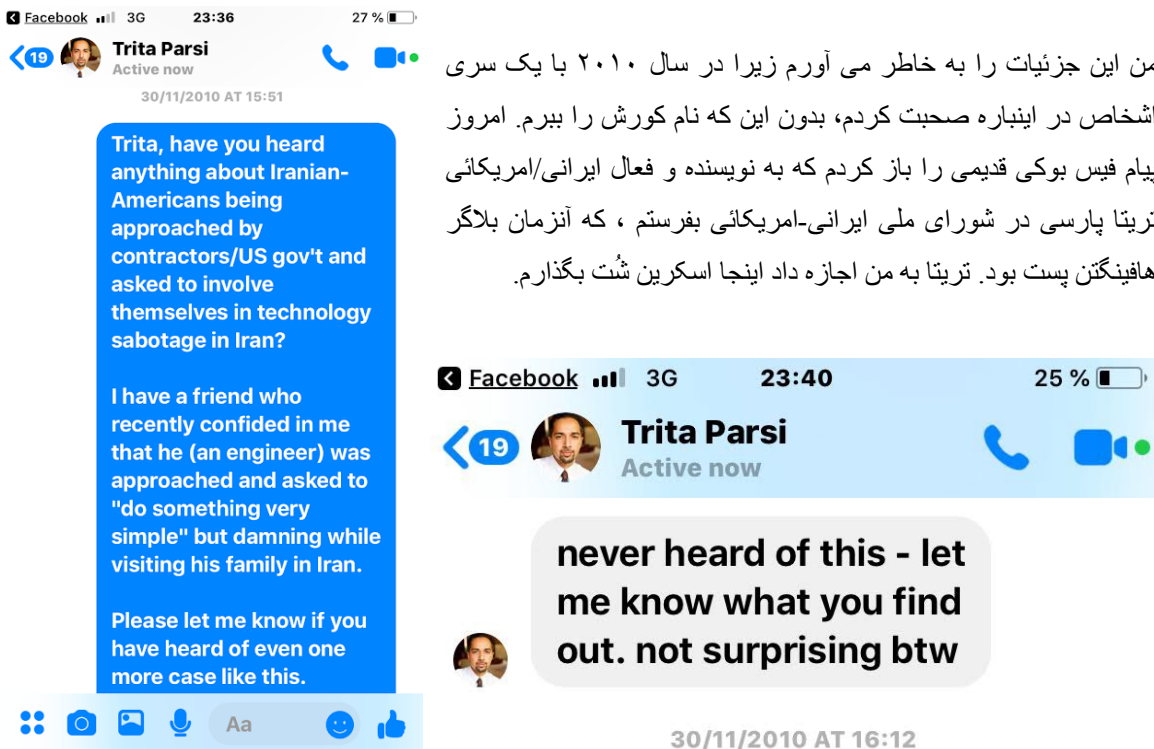 Facebook 3G 23:36 27 %
19 Trita Parsi
Active now
30/11/2010 AT 15:51
Trita, have you heard
anything about Iranian-
Americans being
approached by
contractors/US gov't and
asked to involve
themselves in technology
sabotage in Iran?
I have a friend who
recently confided in me
that he (an engineer) was
approached and asked to
"do something very
simple" but damning while
visiting his family in Iran.
Please let me know if you
have heard of even one
more case like this.
Aa
من این جزئیات را به خاطر می آورم زیرا در سال ۲۰۱۰ با یک سری
اشخاص در اینباره صحبت کردم، بدون این که نام کورش را ببرم. امروز
پیام فیس بوکی قدیمی را باز کردم که به نویسنده و فعال ایرانی/امریکائی
تریتا پارسی در شورای ملی ایرانی-امریکائی بفرستم ، که آنزمان بلاگر
هافینگتن پست بود. تریتا به من اجازه داد اینجا اسکرین شُت بگذارم.
Facebook 3G 23:40 25 %
19 Trita Parsi
Active now
never heard of this - let
me know what you find
out. not surprising btw
30/11/2010 AT 16:12